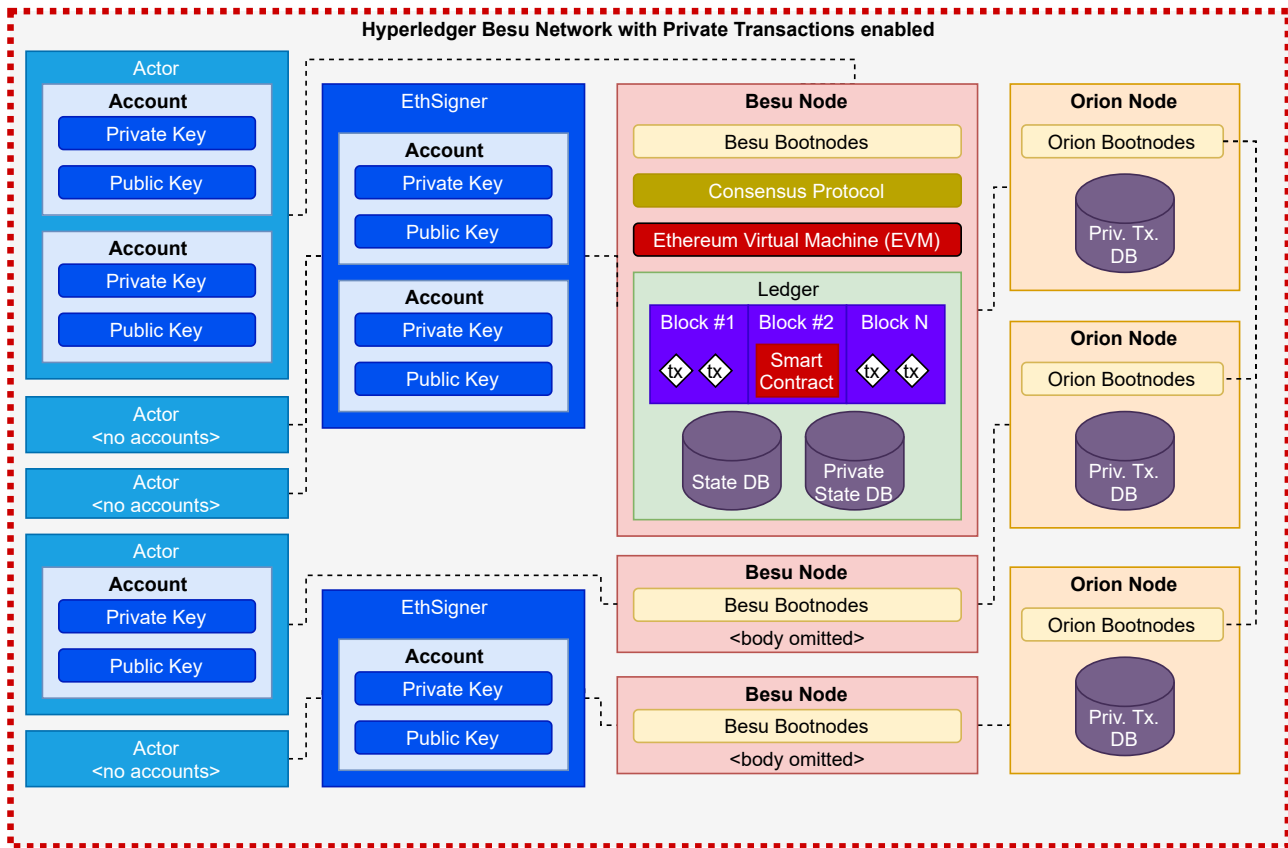 Hyperledger Besu Network with Private Transactions enabled
Actor
Account
Private Key
Public Key
Account
Private Key
Public Key
Actor
<no accounts>
Actor
<no accounts>
Actor
Account
Private Key
Public Key
Actor
<no accounts>
EthSigner
Account
Private Key
Public Key
Account
Private Key
Public Key
EthSigner
Account
Private Key
Public Key
Besu Node
Besu Bootnodes
Consensus Protocol
Ethereum Virtual Machine (EVM)
Ledger
Block #1
tx
tx
Block #2
Smart
Contract
Block N
tx
tx
State DB
Private
State DB
Besu Node
Besu Bootnodes
<body omitted>
Besu Node
Besu Bootnodes
<body omitted>
Orion Node
Orion Bootnodes
Priv. Tx.
DB
Orion Node
Orion Bootnodes
Priv. Tx.
DB
Orion Node
Orion Bootnodes
Priv. Tx.
DB